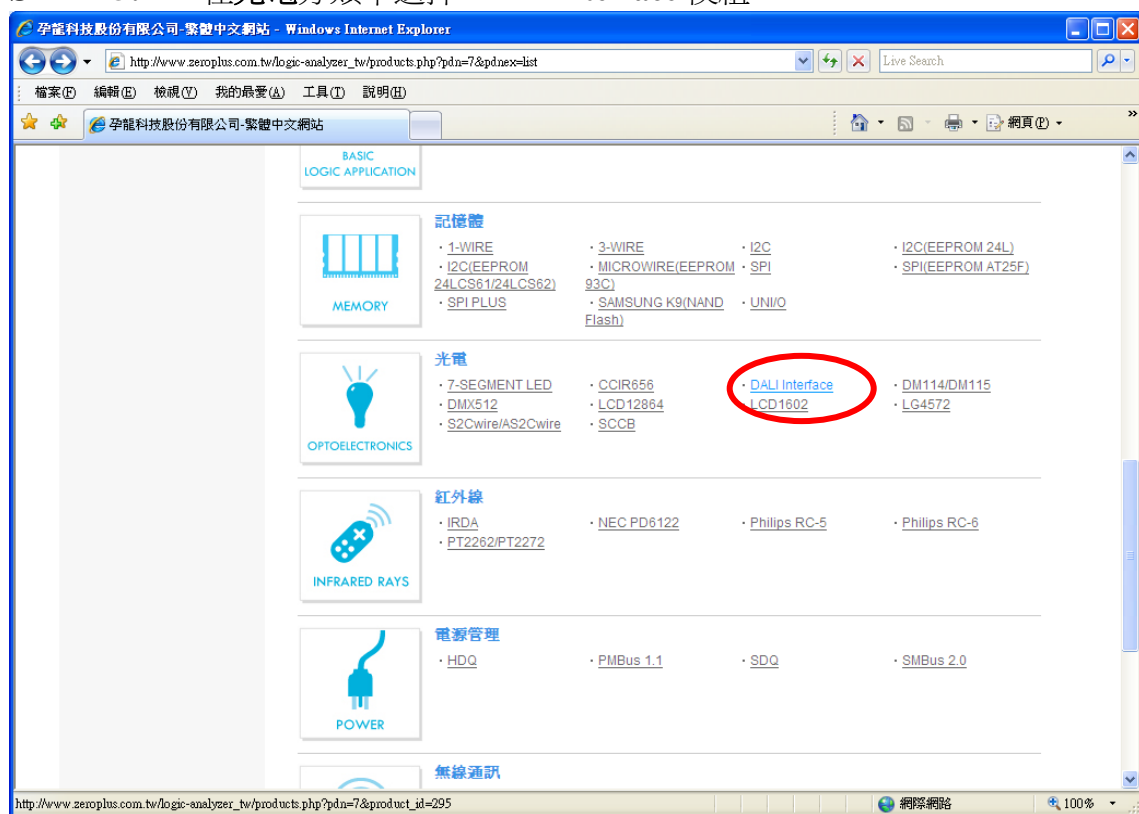 孕龍科技股份有限公司-繁體中文網站 - Windows Internet Explorer
http://www.zeroplus.com.tw/logic-analyzer_tw/products.php?pdn=7&pdnex=list
Live Search
檔案(F) 編輯(E) 檢視(V) 我的最愛(A) 工具(T) 說明(H)
孕龍科技股份有限公司-繁體中文網站
網頁(P)
»
BASIC
LOGIC APPLICATION
記憶體
· 1-WIRE · 3-WIRE · I2C · I2C(EEPROM 24L)
· I2C(EEPROM 24LCS61/24LCS62) · MICROWIRE(EEPROM 93C) · SPI · SPI(EEPROM AT25F)
· SPI PLUS · SAMSUNG K9(NAND Flash) · UNI/O
MEMORY
光電
· 7-SEGMENT LED · CCIR656 · DALI Interface · DM114/DM115
· DMX512 · LCD12864 · LCD1602 · LG4572
· S2Cwire/AS2Cwire · SCCB
OPTOELECTRONICS
紅外線
· IRDA · NEC PD6122 · Philips RC-5 · Philips RC-6
· PT2262/PT2272
INFRARED RAYS
電源管理
· HDQ · PMBus 1.1 · SDQ · SMBus 2.0
POWER
無線通訊
http://www.zeroplus.com.tw/logic-analyzer_tw/products.php?pdn=7&product_id=295
網際網路
100%